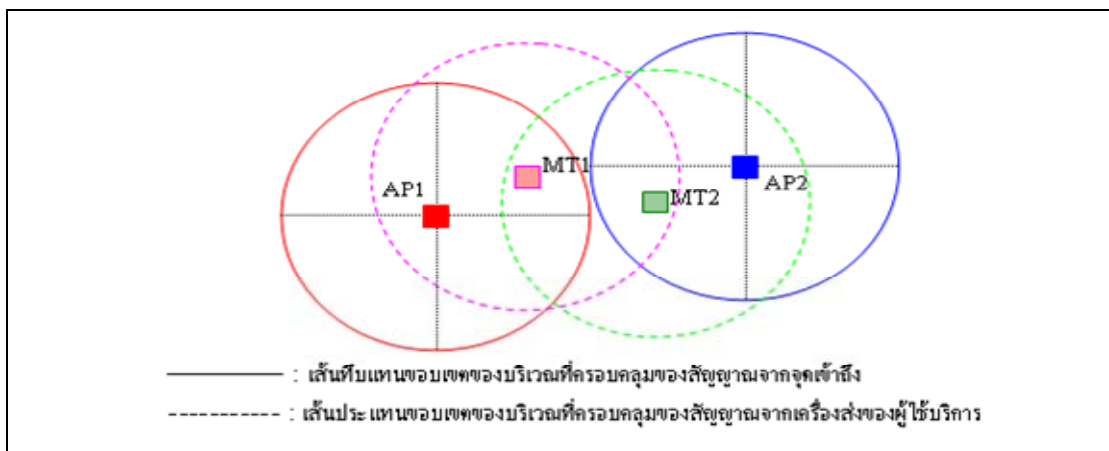 MT1
AP1
AP2
MT2
: เส้นทึบแทนขอบเขตของบริเวณที่ครอบคลุมของสัญญาณจากจุดเข้าถึง
: เส้นประแทนขอบเขตของบริเวณที่ครอบคลุมของสัญญาณจากเครื่องส่งของผู้ใช้บริการ